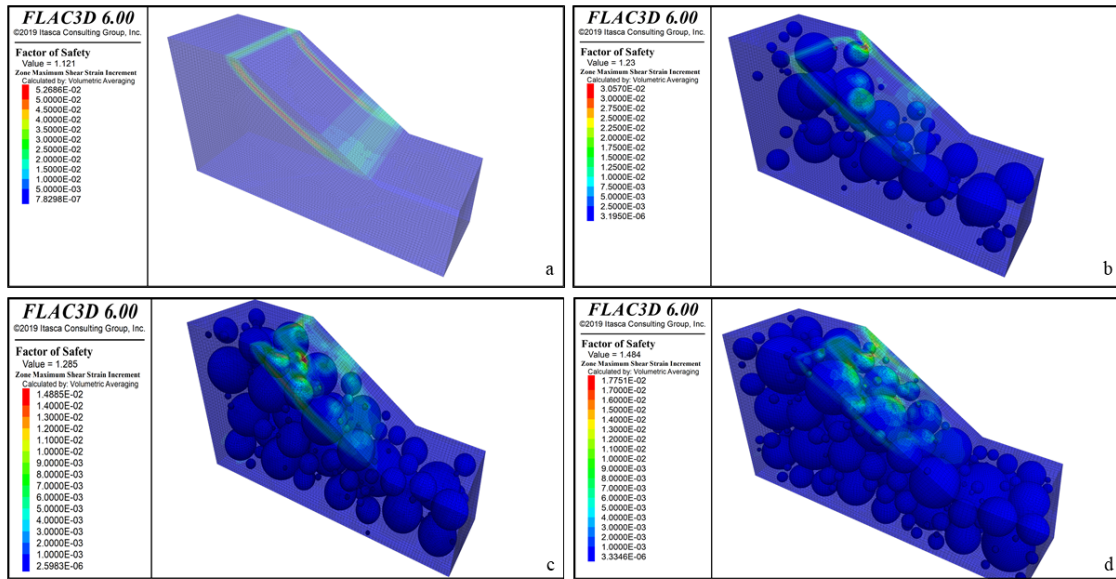 FLAC3D 6.00
©2019 Itasca Consulting Group, Inc.
Factor of Safety
Value = 1.121
Zone Maximum Shear Strain Increment
Calculated by: Volumetric Averaging
5.2686E-02
5.0000E-02
4.5000E-02
4.0000E-02
3.5000E-02
3.0000E-02
2.5000E-02
2.0000E-02
1.5000E-02
1.0000E-02
5.0000E-03
7.8298E-07
a
FLAC3D 6.00
©2019 Itasca Consulting Group, Inc.
Factor of Safety
Value = 1.23
Zone Maximum Shear Strain Increment
Calculated by: Volumetric Averaging
3.0570E-02
3.0000E-02
2.7500E-02
2.5000E-02
2.2500E-02
2.0000E-02
1.7500E-02
1.5000E-02
1.2500E-02
1.0000E-02
7.5000E-03
5.0000E-03
2.5000E-03
3.1950E-06
b
FLAC3D 6.00
©2019 Itasca Consulting Group, Inc.
Factor of Safety
Value = 1.285
Zone Maximum Shear Strain Increment
Calculated by: Volumetric Averaging
1.4885E-02
1.4000E-02
1.3000E-02
1.2000E-02
1.1000E-02
1.0000E-02
9.0000E-03
8.0000E-03
7.0000E-03
6.0000E-03
5.0000E-03
4.0000E-03
3.0000E-03
2.0000E-03
1.0000E-03
2.5983E-06
c
FLAC3D 6.00
©2019 Itasca Consulting Group, Inc.
Factor of Safety
Value = 1.484
Zone Maximum Shear Strain Increment
Calculated by: Volumetric Averaging
1.7751E-02
1.7000E-02
1.6000E-02
1.5000E-02
1.4000E-02
1.3000E-02
1.2000E-02
1.1000E-02
1.0000E-02
9.0000E-03
8.0000E-03
7.0000E-03
6.0000E-03
5.0000E-03
4.0000E-03
3.0000E-03
2.0000E-03
1.0000E-03
3.3346E-06
d